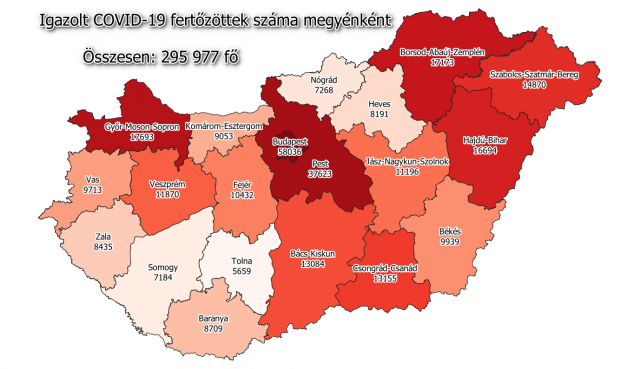 Igazolt COVID-19 fertőzöttek száma megyénként
Összesen: 295 977 fő
Borsod-Abaúj-Zemplén
17173
Szabolcs-Szatmár-Bereg
14870
Nógrád
7268
Heves
8191
Győr-Moson-Sopron
17693
Komárom-Esztergom
9053
Budapest
58036
Pest
37623
Hajdú-Bihar
16694
Jász-Nagykun-Szolnok
11196
Vas
9713
Veszprém
11870
Fejér
10432
Zala
8435
Somogy
7184
Tolna
5659
Bács-Kiskun
13084
Csongrád-Csanád
13155
Békés
9939
Baranya
8709